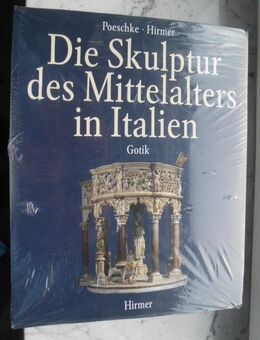 Poeschke · Hirmer
Die Skulptur
des Mittelalters
in Italien
Gotik
Hirmer